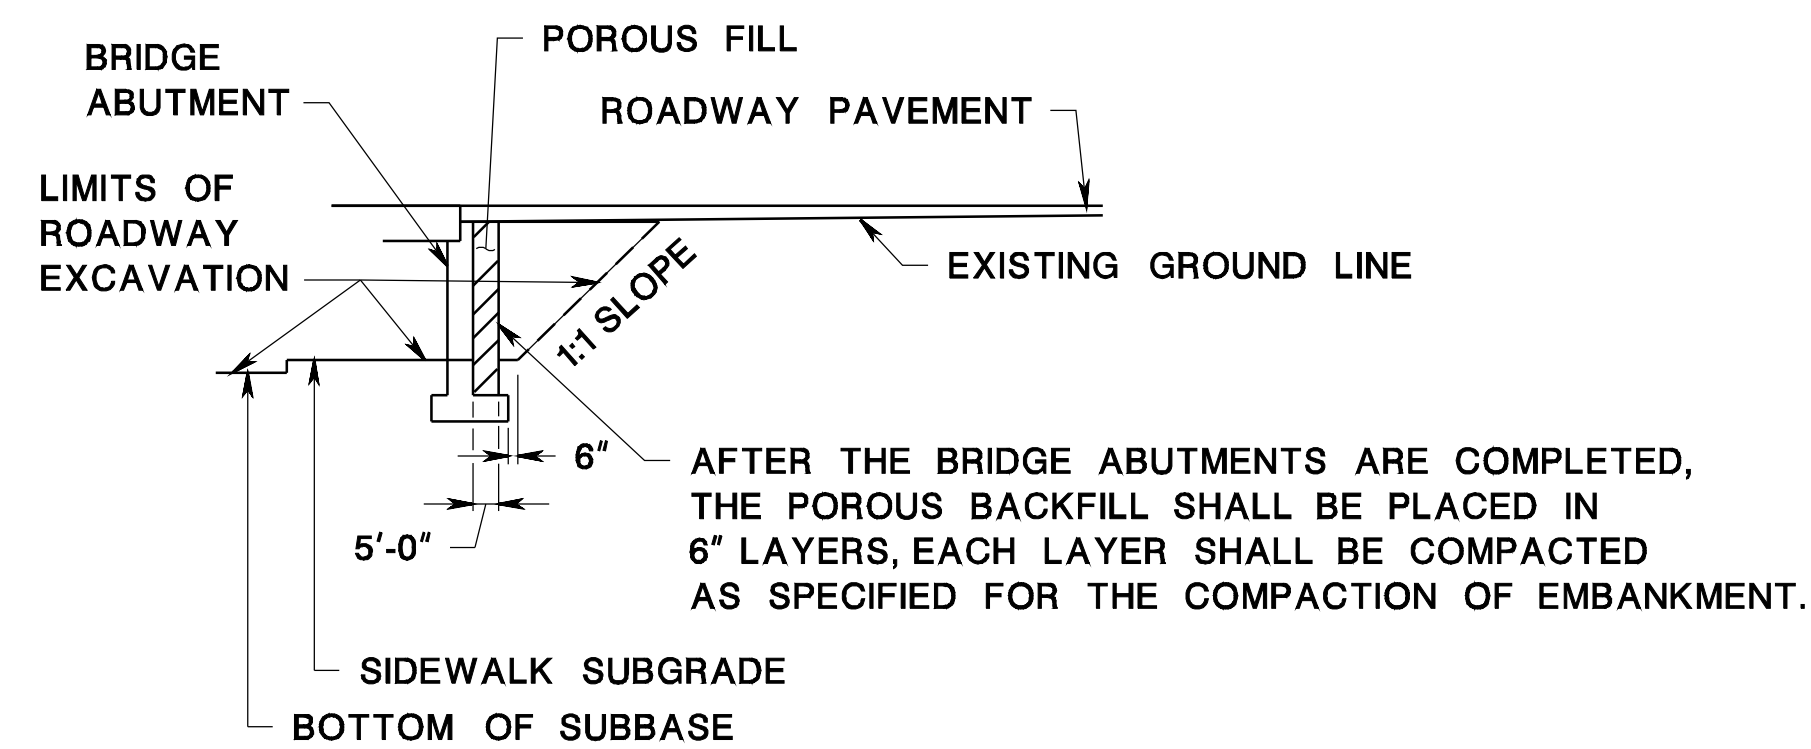 POROUS FILL
BRIDGE
ABUTMENT
ROADWAY PAVEMENT
LIMITS OF
ROADWAY
EXCAVATION
EXISTING GROUND LINE
1:1 SLOPE
6"
AFTER THE BRIDGE ABUTMENTS ARE COMPLETED,
THE POROUS BACKFILL SHALL BE PLACED IN
6" LAYERS, EACH LAYER SHALL BE COMPACTED
AS SPECIFIED FOR THE COMPACTION OF EMBANKMENT.
5'-0"
SIDEWALK SUBGRADE
BOTTOM OF SUBBASE